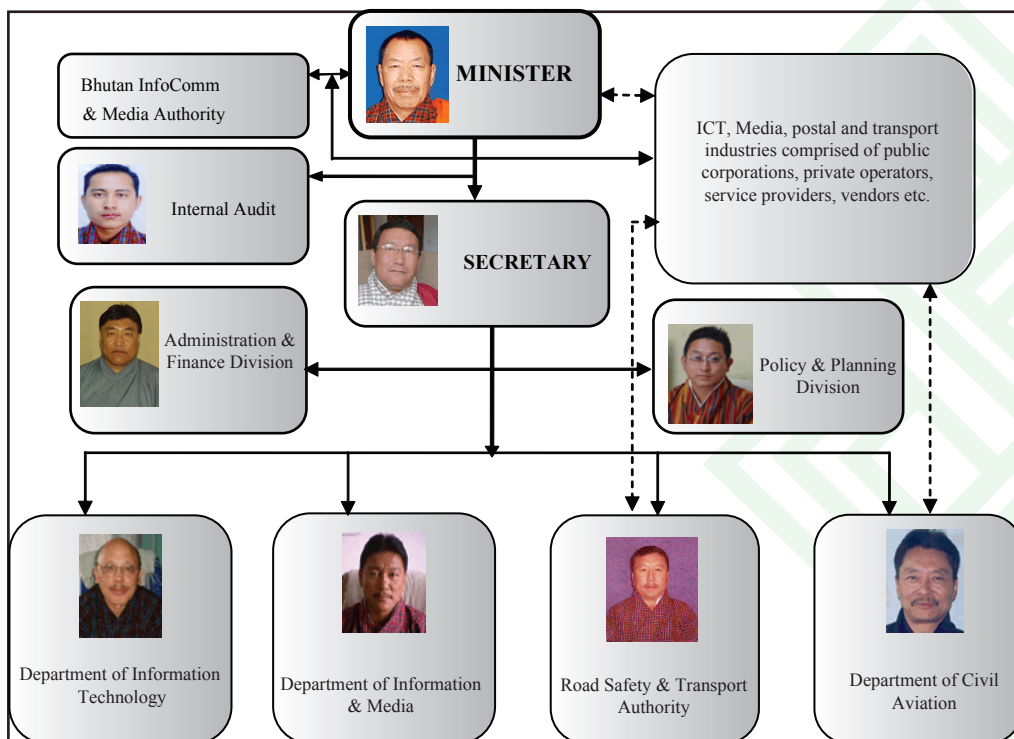 MINISTER
Bhutan InfoComm
& Media Authority
ICT, Media, postal and transport
industries comprised of public
corporations, private operators,
service providers, vendors etc.
Internal Audit
SECRETARY
Administration &
Finance Division
Policy & Planning
Division
Department of Information
Technology
Department of Information
& Media
Road Safety & Transport
Authority
Department of Civil
Aviation